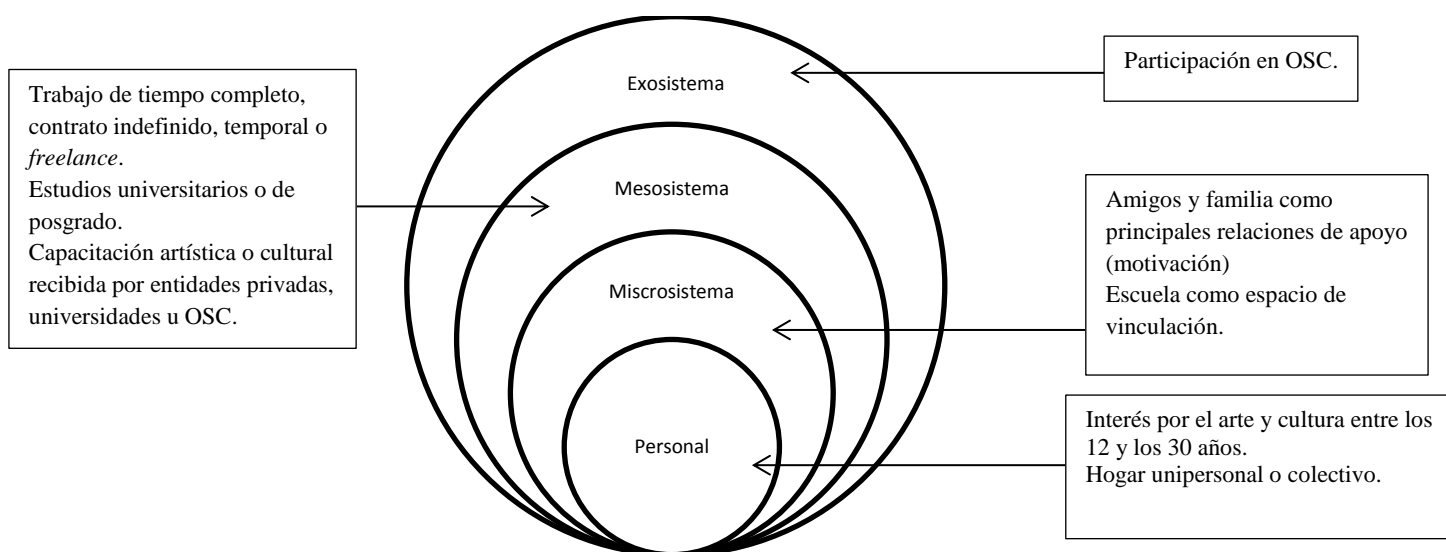 Trabajo de tiempo completo,
contrato indefinido, temporal o
freelance.
Estudios universitarios o de
posgrado.
Capacitación artística o cultural
recibida por entidades privadas,
universidades u OSC.
Exosistema
Mesosistema
Miscrosistema
Personal
Participación en OSC.
Amigos y familia como
principales relaciones de apoyo
(motivación)
Escuela como espacio de
vinculación.
Interés por el arte y cultura entre los
12 y los 30 años.
Hogar unipersonal o colectivo.